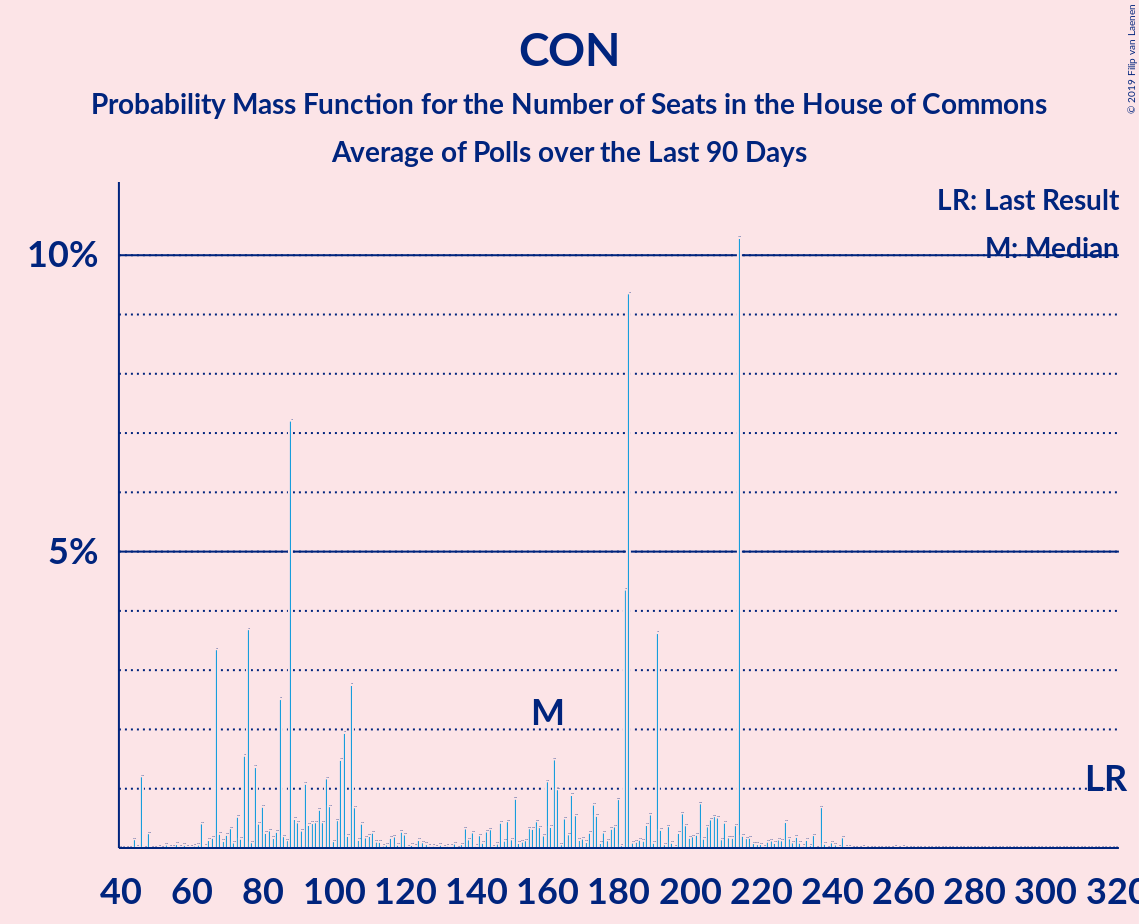 CON
Probability Mass Function for the Number of Seats in the House of Commons
Average of Polls over the Last 90 Days
© 2019 Filip van Laenen
LR: Last Result
M: Median
10%
5%
M
LR
40 60 80 100 120 140 160 180 200 220 240 260 280 300 320